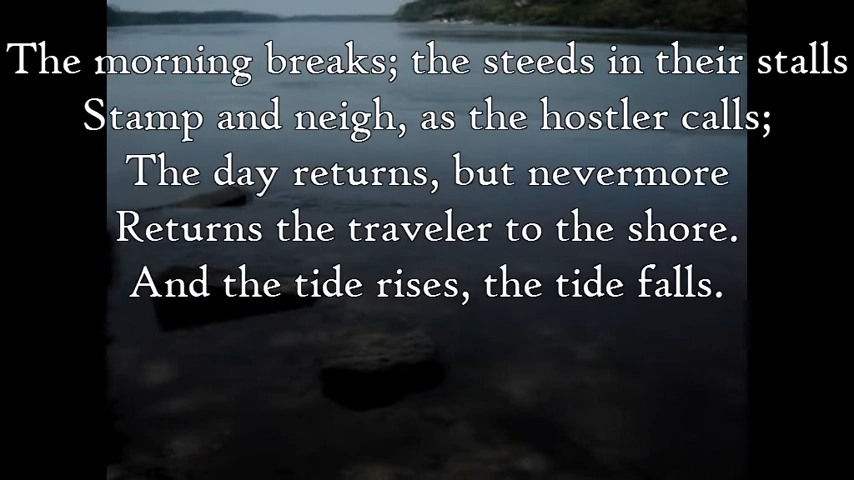 The morning breaks; the steeds in their stalls
Stamp and neigh, as the hostler calls;
The day returns, but nevermore
Returns the traveler to the shore.
And the tide rises, the tide falls.